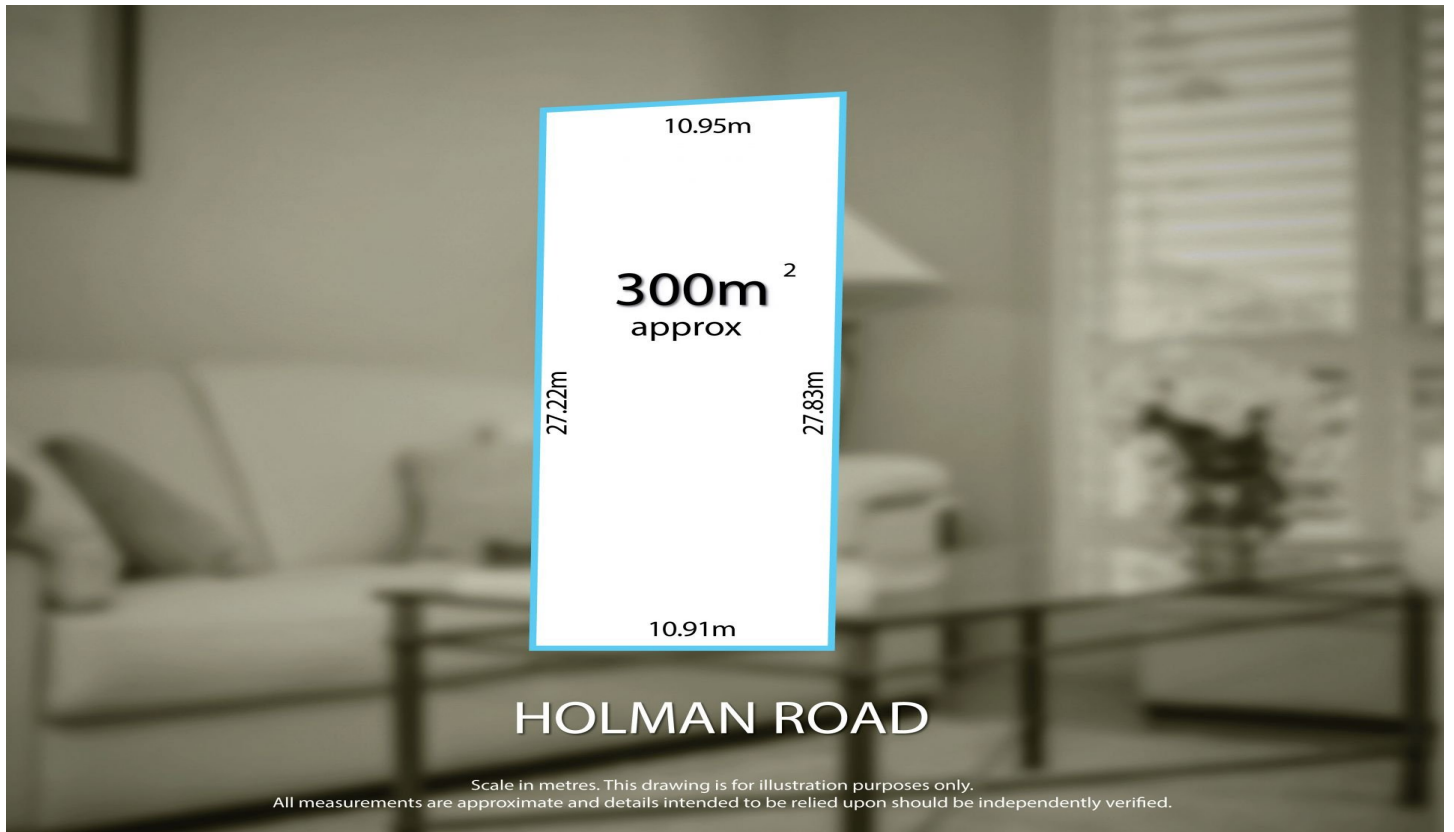 10.95m
300m 2
approx
27.22m
27.83m
10.91m
HOLMAN ROAD
Scale in metres. This drawing is for illustration purposes only.
All measurements are approximate and details intended to be relied upon should be independently verified.